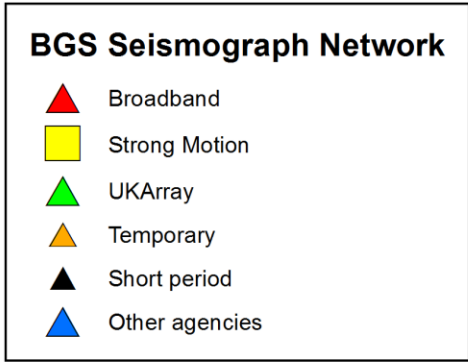 BGS Seismograph Network
Broadband
Strong Motion
UKArray
Temporary
Short period
Other agencies